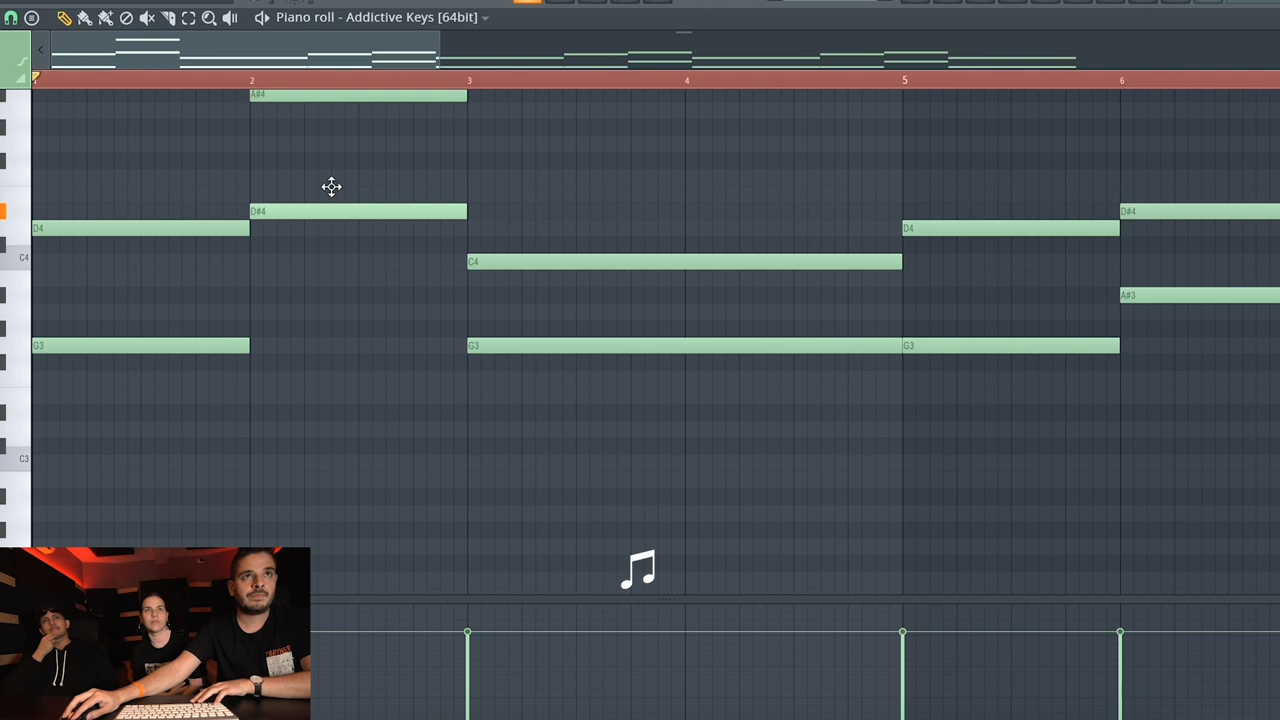 Piano roll - Addictive Keys [64bit]
2 3 4 5 6
A#4
D#4 D#4
D4 D4
C4 C4
A#3
G3 G3 G3
C3